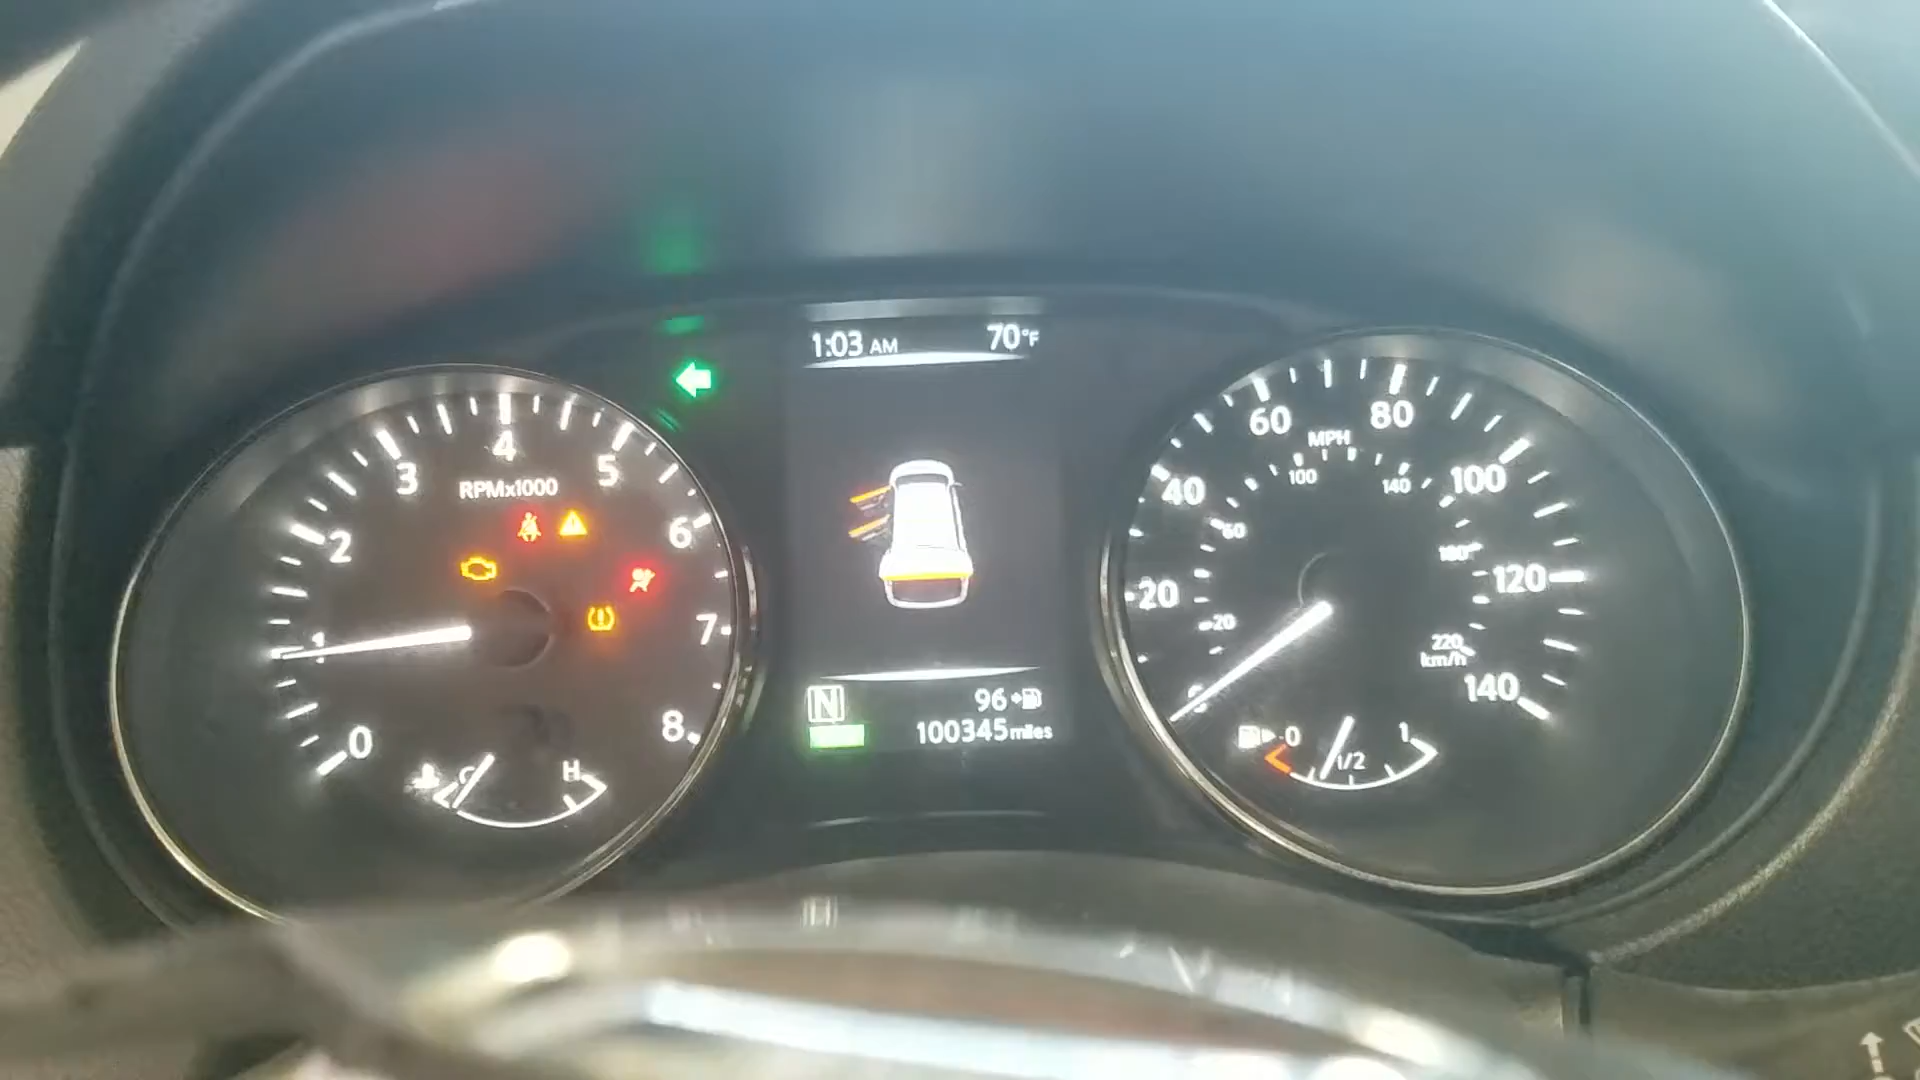 1:03 AM 70°F
0 1 2 3 4 5 6 7 8
RPMx1000
C H
N 96
100345 miles
20 40 60 80 100 120 140
MPH
20 60 100 140 180 220
km/h
0 1/2 1